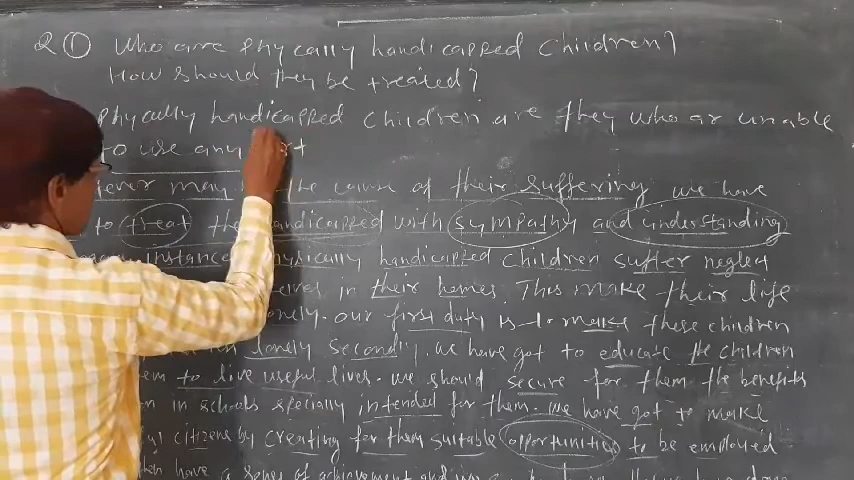 Q ① Who are Phycally handicapped Children?
How should they be treated?
Phycally handicapped children are they who ar unable
to use any
ever may the cause of their suffering we have
to treat the handicapped with sympathy and understanding
instance physically handicapped children suffer neglect
in their homes. This make their life
lonely. Our first duty is to make these children
lonely secondly. we have got to educate the children
to live useful lives. we should secure for them the benefits
in schools specially intended for them. we have got to make
citizens by creating for them suitable opportunities to be employed
have a sense of achievement and